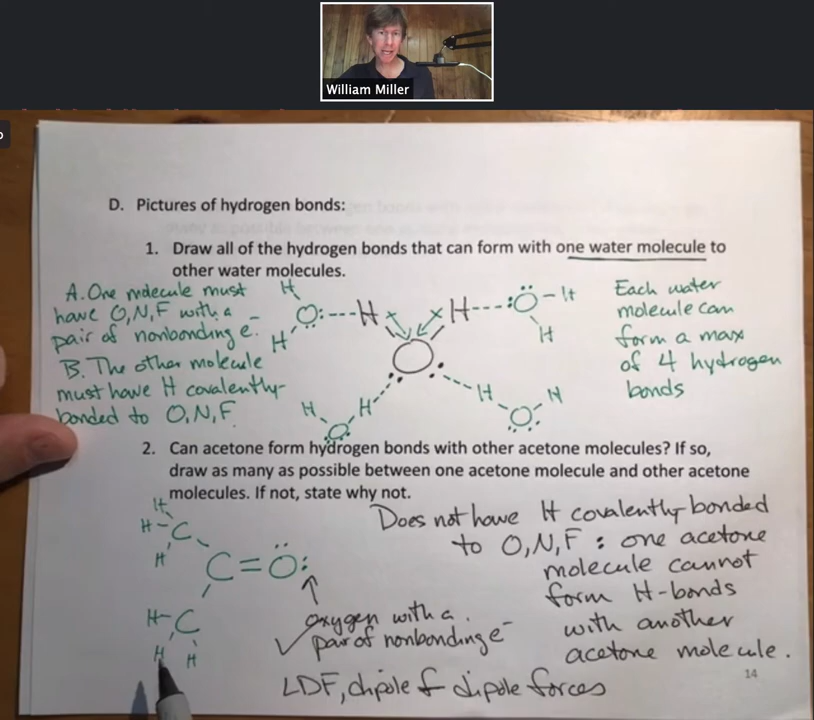 William Miller
D. Pictures of hydrogen bonds:
1. Draw all of the hydrogen bonds that can form with one water molecule to
other water molecules.
A. One molecule must
have O,N,F with a
pair of nonbonding e⁻.
B. The other molecule
must have H covalently-
bonded to O,N,F.
H
H O: --- H
H --- :O - H
H
O
H H
O
H H
O
Each water
molecule can
form a max
of 4 hydrogen
bonds
2. Can acetone form hydrogen bonds with other acetone molecules? If so,
draw as many as possible between one acetone molecule and other acetone
molecules. If not, state why not.
H
H - C
H
C = O:
H - C
H H
oxygen with a
✓ pair of nonbonding e⁻
Does not have H covalently-bonded
to O,N,F : one acetone
molecule cannot
form H-bonds
with another
acetone molecule.
LDF, dipole & dipole forces
14